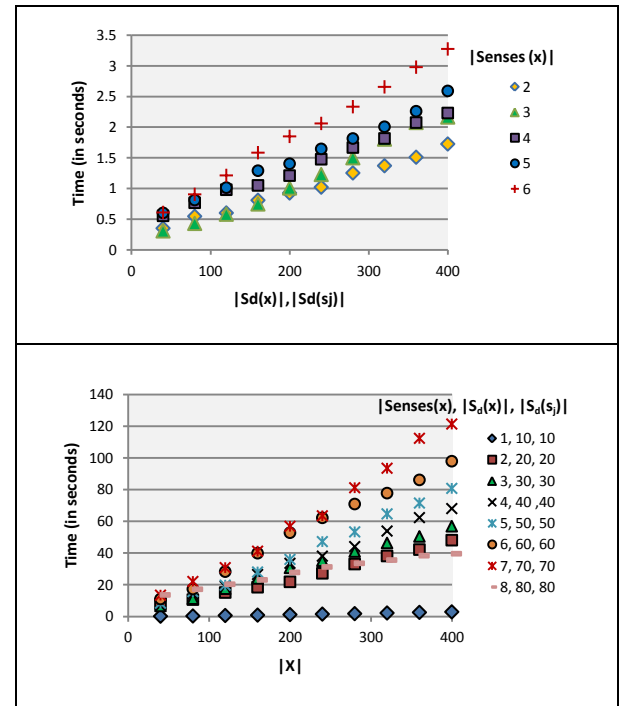 3.5
3
2.5
2
1.5
1
0.5
0
Time (in seconds)
0 100 200 300 400
|Sd(x)|,|Sd(sj)|
|Senses (x)|
2
3
4
5
6
140
120
100
80
60
40
20
0
Time (in seconds)
0 100 200 300 400
|X|
|Senses(x), |Sd(x)|, |Sd(sj)|
1, 10, 10
2, 20, 20
3, 30, 30
4, 40 ,40
5, 50, 50
6, 60, 60
7, 70, 70
8, 80, 80